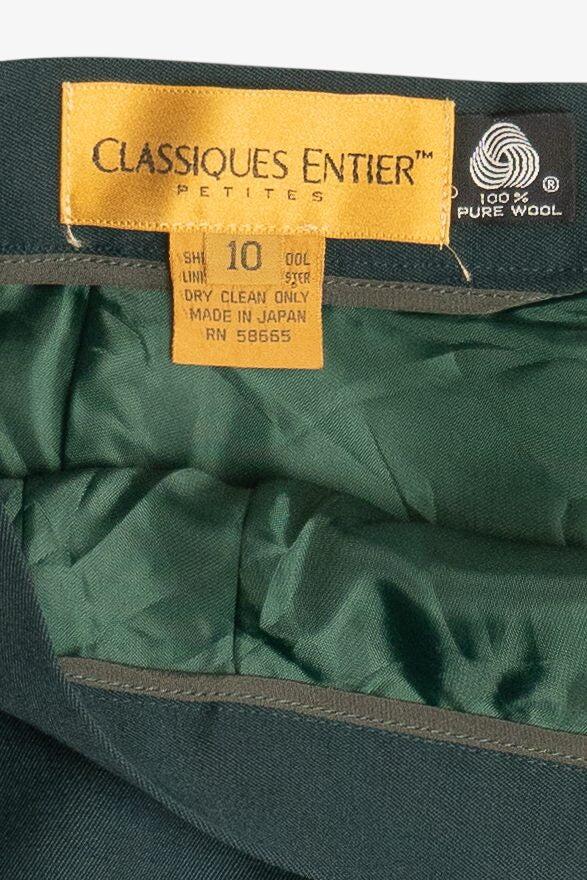 CLASSIQUES ENTIER™
PETITES
®
100%
PURE WOOL
10
DRY CLEAN ONLY
MADE IN JAPAN
RN 58665